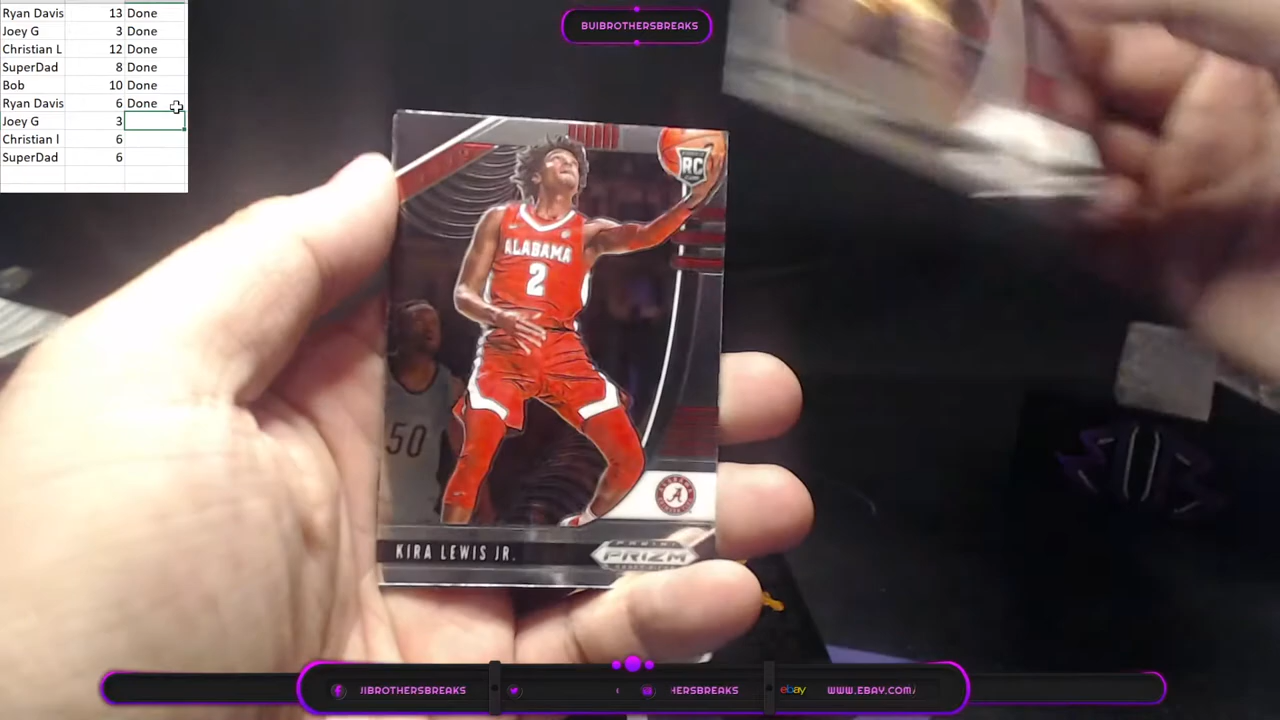 Ryan Davis 13 Done
Joey G 3 Done
Christian L 12 Done
SuperDad 8 Done
Bob 10 Done
Ryan Davis 6 Done
Joey G 3
Christian l 6
SuperDad 6
BUIBROTHERSBREAKS
RC
ALABAMA
2
50
A
KIRA LEWIS JR.
PANINI
PRIZM
JIBROTHERSBREAKS
HERSBREAKS
ebay
WWW.EBAY.COM/